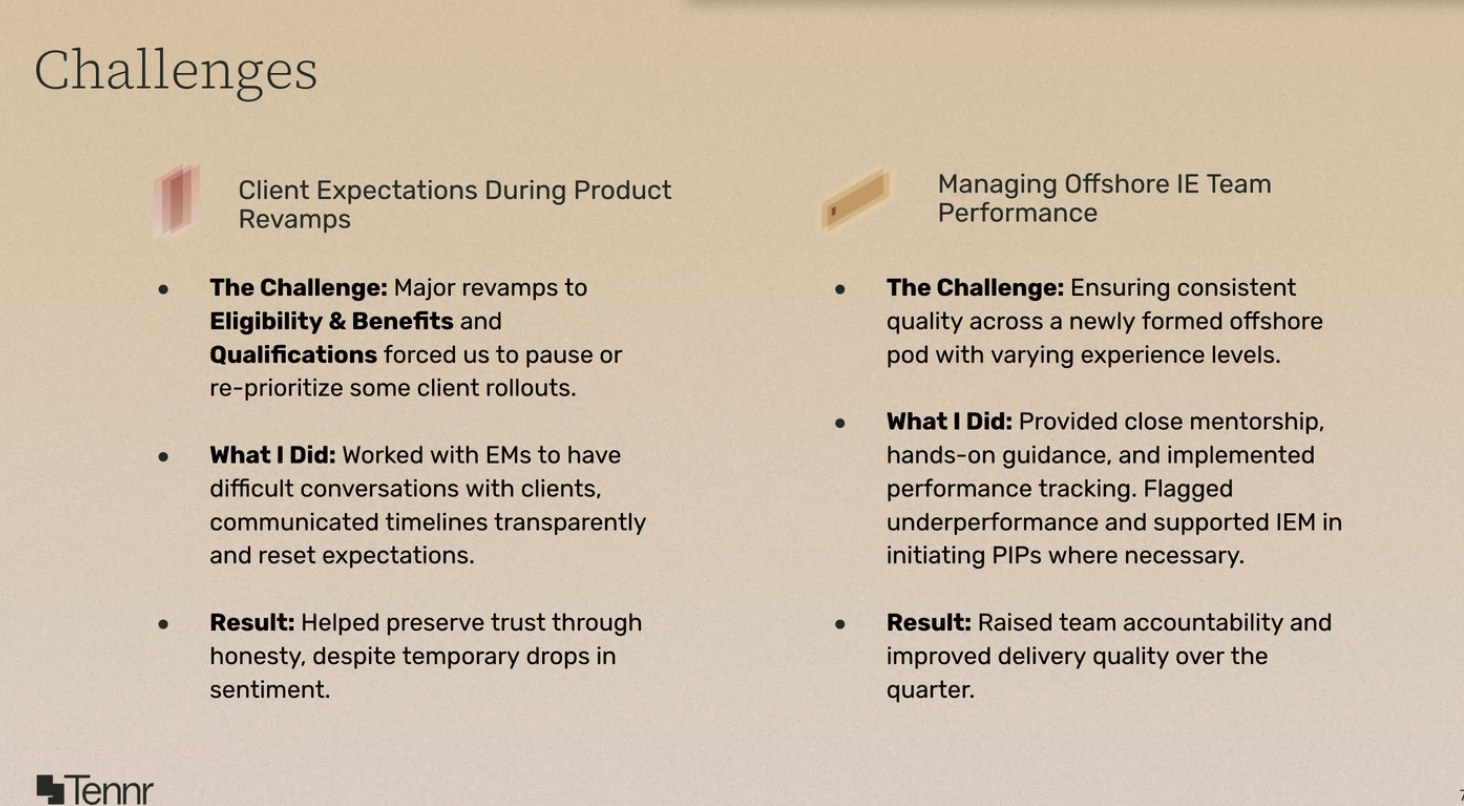 Challenges
Client Expectations During Product
Revamps
● The Challenge: Major revamps to
Eligibility & Benefits and
Qualifications forced us to pause or
re-prioritize some client rollouts.
● What I Did: Worked with EMs to have
difficult conversations with clients,
communicated timelines transparently
and reset expectations.
● Result: Helped preserve trust through
honesty, despite temporary drops in
sentiment.
Managing Offshore IE Team
Performance
● The Challenge: Ensuring consistent
quality across a newly formed offshore
pod with varying experience levels.
● What I Did: Provided close mentorship,
hands-on guidance, and implemented
performance tracking. Flagged
underperformance and supported IEM in
initiating PIPs where necessary.
● Result: Raised team accountability and
improved delivery quality over the
quarter.
Tennr
7